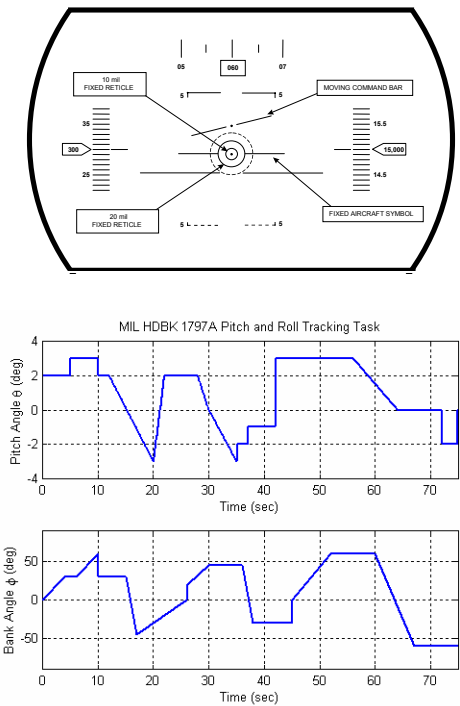 05 060 07
10 mil
FIXED RETICLE
MOVING COMMAND BAR
5 5
35 15.5
300 15,000
25 14.5
20 mil
FIXED RETICLE
FIXED AIRCRAFT SYMBOL
5 5
MIL HDBK 1797A Pitch and Roll Tracking Task
Pitch Angle θ (deg)
4
2
0
-2
-4
0 10 20 30 40 50 60 70
Time (sec)
Bank Angle ϕ (deg)
50
0
-50
0 10 20 30 40 50 60 70
Time (sec)